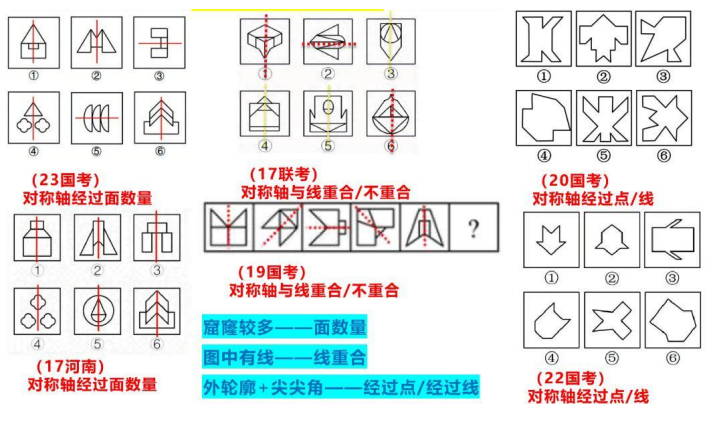 ① ② ③
④ ⑤ ⑥
（23国考）
对称轴经过面数量
① ② ③
④ ⑤ ⑥
（17河南）
对称轴经过面数量
① ② ③
④ ⑤ ⑥
（17联考）
对称轴与线重合/不重合
?
（19国考）
对称轴与线重合/不重合
窟窿较多——面数量
图中有线——线重合
外轮廓+尖尖角——经过点/经过线
① ② ③
④ ⑤ ⑥
（20国考）
对称轴经过点/线
① ② ③
④ ⑤ ⑥
（22国考）
对称轴经过点/线